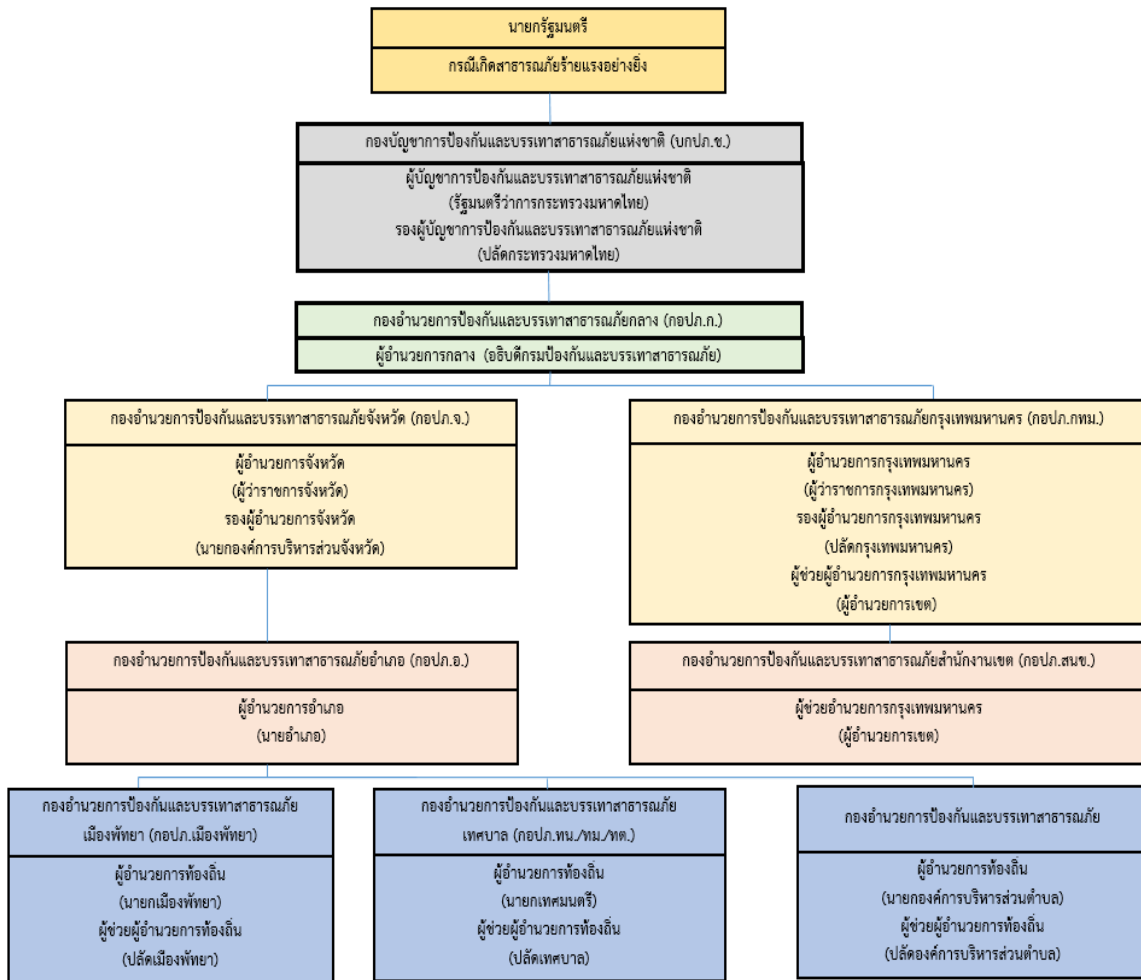 นายกรัฐมนตรี
กรณีเกิดสาธารณภัยร้ายแรงอย่างยิ่ง
กองบัญชาการป้องกันและบรรเทาสาธารณภัยแห่งชาติ (บกปภ.ช.)
ผู้บัญชาการป้องกันและบรรเทาสาธารณภัยแห่งชาติ
(รัฐมนตรีว่าการกระทรวงมหาดไทย)
รองผู้บัญชาการป้องกันและบรรเทาสาธารณภัยแห่งชาติ
(ปลัดกระทรวงมหาดไทย)
กองอำนวยการป้องกันและบรรเทาสาธารณภัยกลาง (กอปภ.ก.)
ผู้อำนวยการกลาง (อธิบดีกรมป้องกันและบรรเทาสาธารณภัย)
กองอำนวยการป้องกันและบรรเทาสาธารณภัยจังหวัด (กอปภ.จ.)
ผู้อำนวยการจังหวัด
(ผู้ว่าราชการจังหวัด)
รองผู้อำนวยการจังหวัด
(นายกองค์การบริหารส่วนจังหวัด)
กองอำนวยการป้องกันและบรรเทาสาธารณภัยกรุงเทพมหานคร (กอปภ.กทม.)
ผู้อำนวยการกรุงเทพมหานคร
(ผู้ว่าราชการกรุงเทพมหานคร)
รองผู้อำนวยการกรุงเทพมหานคร
(ปลัดกรุงเทพมหานคร)
ผู้ช่วยผู้อำนวยการกรุงเทพมหานคร
(ผู้อำนวยการเขต)
กองอำนวยการป้องกันและบรรเทาสาธารณภัยอำเภอ (กอปภ.อ.)
ผู้อำนวยการอำเภอ
(นายอำเภอ)
กองอำนวยการป้องกันและบรรเทาสาธารณภัยสำนักงานเขต (กอปภ.สนข.)
ผู้ช่วยอำนวยการกรุงเทพมหานคร
(ผู้อำนวยการเขต)
กองอำนวยการป้องกันและบรรเทาสาธารณภัย
เมืองพัทยา (กอปภ.เมืองพัทยา)
ผู้อำนวยการท้องถิ่น
(นายกเมืองพัทยา)
ผู้ช่วยผู้อำนวยการท้องถิ่น
(ปลัดเมืองพัทยา)
กองอำนวยการป้องกันและบรรเทาสาธารณภัย
เทศบาล (กอปภ.ทน./ทม./ทต.)
ผู้อำนวยการท้องถิ่น
(นายกเทศมนตรี)
ผู้ช่วยผู้อำนวยการท้องถิ่น
(ปลัดเทศบาล)
กองอำนวยการป้องกันและบรรเทาสาธารณภัย
ผู้อำนวยการท้องถิ่น
(นายกองค์การบริหารส่วนตำบล)
ผู้ช่วยผู้อำนวยการท้องถิ่น
(ปลัดองค์การบริหารส่วนตำบล)